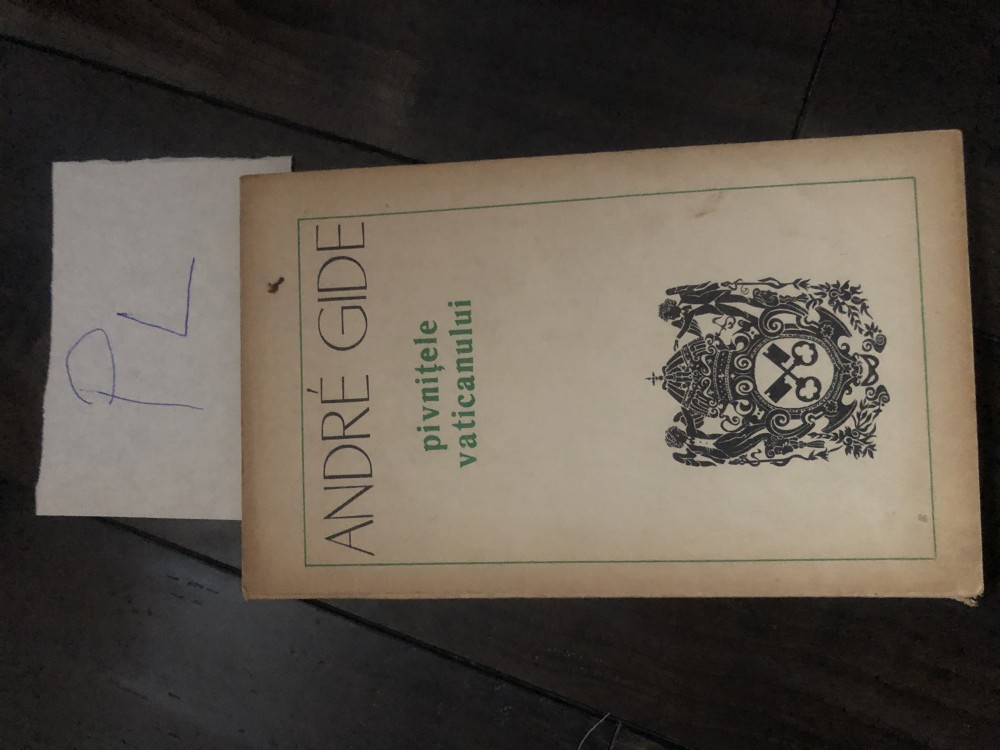 PL
ANDRÉ GIDE
pivnițele
vaticanului